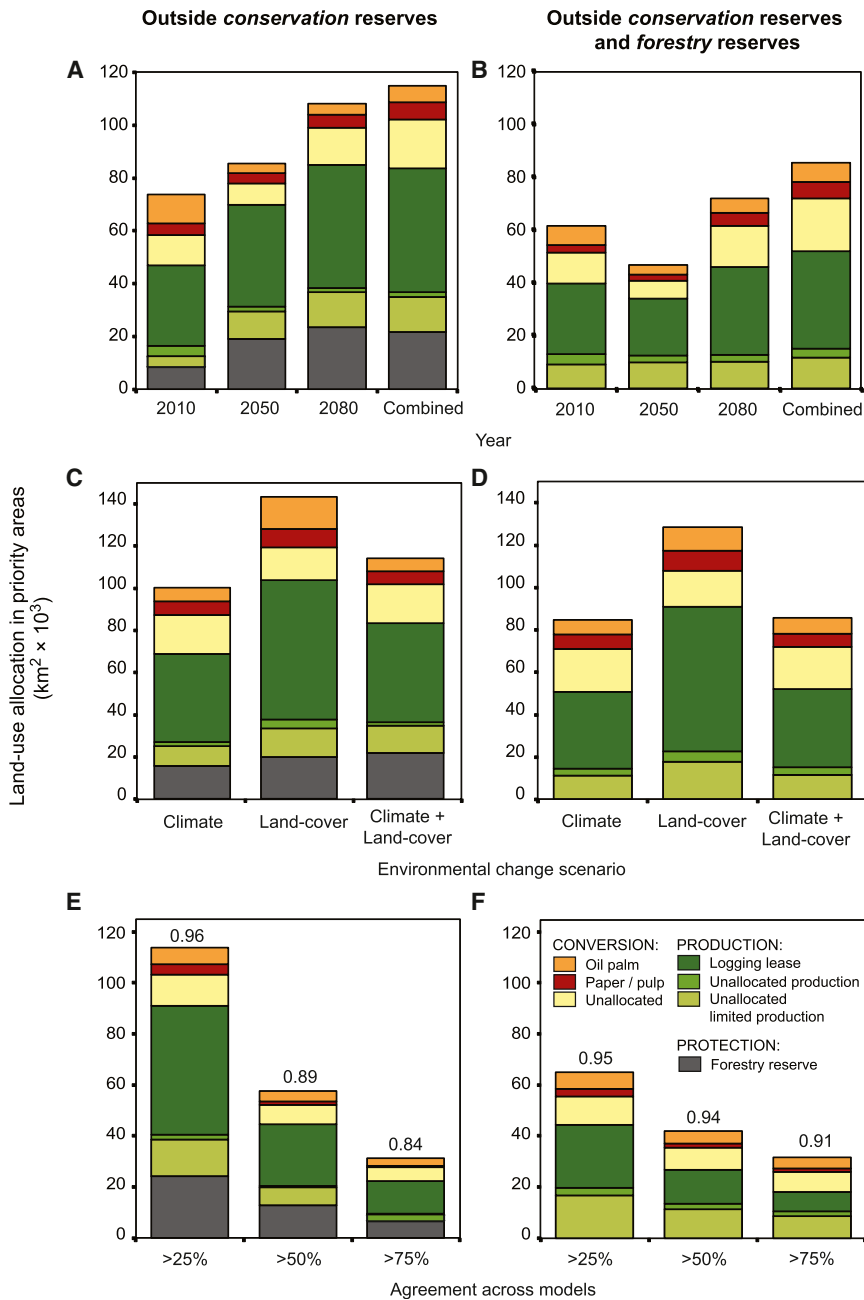 Outside conservation reserves
Outside conservation reserves
and forestry reserves
A
120
100
80
60
40
20
0
2010
2050
2080
Combined
B
120
100
80
60
40
20
0
2010
2050
2080
Combined
Year
Land-use allocation in priority areas
(km² × 10³)
C
140
120
100
80
60
40
20
0
Climate
Land-cover
Climate +
Land-cover
D
140
120
100
80
60
40
20
0
Climate
Land-cover
Climate +
Land-cover
Environmental change scenario
E
120
100
80
60
40
20
0
0.96
0.89
0.84
>25%
>50%
>75%
F
120
100
80
60
40
20
0
CONVERSION:
Oil palm
Paper / pulp
Unallocated
PRODUCTION:
Logging lease
Unallocated production
Unallocated
limited production
PROTECTION:
Forestry reserve
0.95
0.94
0.91
>25%
>50%
>75%
Agreement across models